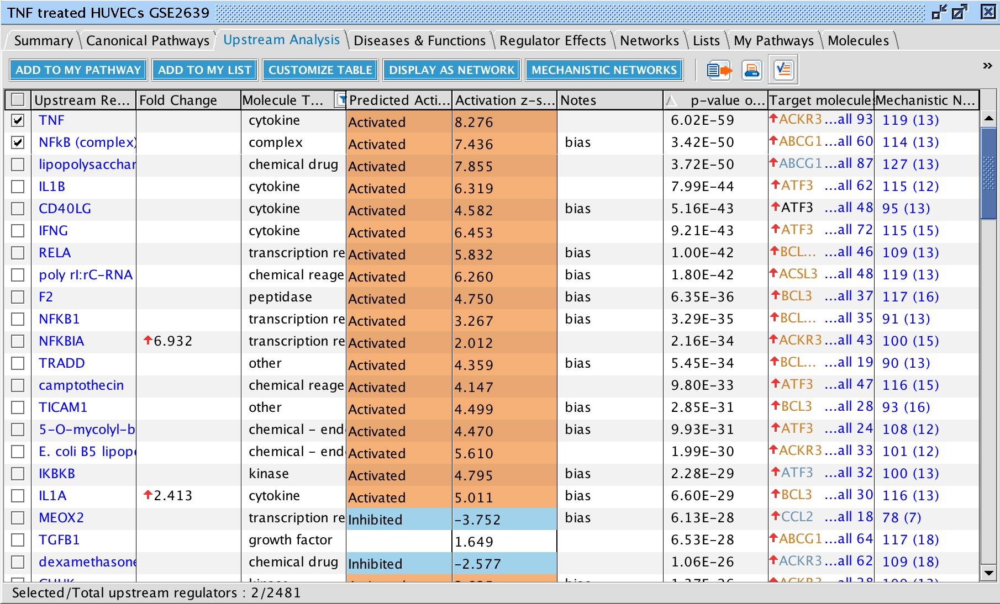 TNF treated HUVECs GSE2639
Summary Canonical Pathways Upstream Analysis Diseases & Functions Regulator Effects Networks Lists My Pathways Molecules
ADD TO MY PATHWAY ADD TO MY LIST CUSTOMIZE TABLE DISPLAY AS NETWORK MECHANISTIC NETWORKS »
Upstream Re... Fold Change Molecule T... Predicted Acti... Activation z-s... Notes p-value o... Target molecules Mechanistic N...
TNF cytokine Activated 8.276 6.02E-59 ACKR3 ...all 93 119 (13)
NFkB (complex) complex Activated 7.436 bias 3.42E-50 ABCG1 ...all 60 114 (13)
lipopolysacchar chemical drug Activated 7.855 3.72E-50 ABCG1 ...all 87 127 (13)
IL1B cytokine Activated 6.319 7.99E-44 ATF3 ...all 62 115 (12)
CD40LG cytokine Activated 4.582 bias 5.16E-43 ATF3 ...all 48 95 (13)
IFNG cytokine Activated 6.453 9.21E-43 ATF3 ...all 72 115 (15)
RELA transcription re Activated 5.832 bias 1.00E-42 BCL... ...all 46 109 (13)
poly rI:rC-RNA chemical reage Activated 6.260 bias 1.80E-42 ACSL3 ...all 48 119 (13)
F2 peptidase Activated 4.750 bias 6.35E-36 BCL3 ...all 37 117 (16)
NFKB1 transcription re Activated 3.267 bias 3.29E-35 BCL... ...all 35 91 (13)
NFKBIA 6.932 transcription re Activated 2.012 2.16E-34 ACKR3 ...all 43 100 (15)
TRADD other Activated 4.359 bias 5.45E-34 BCL... ...all 19 90 (13)
camptothecin chemical reage Activated 4.147 9.80E-33 ATF3 ...all 47 116 (15)
TICAM1 other Activated 4.499 bias 2.85E-31 BCL3 ...all 28 93 (16)
5-O-mycolyl-b chemical - end Activated 4.470 bias 9.93E-31 ATF3 ...all 24 108 (12)
E. coli B5 lipop chemical - end Activated 5.610 1.99E-30 ACKR3 ...all 33 101 (12)
IKBKB kinase Activated 4.795 bias 2.28E-29 ATF3 ...all 32 100 (13)
IL1A 2.413 cytokine Activated 5.011 bias 6.60E-29 BCL3 ...all 30 116 (13)
MEOX2 transcription re Inhibited -3.752 bias 6.13E-28 CCL2 ...all 18 78 (7)
TGFB1 growth factor 1.649 6.53E-28 ABCG1 ...all 64 117 (18)
dexamethasone chemical drug Inhibited -2.577 1.06E-26 ACKR3 ...all 62 109 (18)
Selected/Total upstream regulators : 2/2481